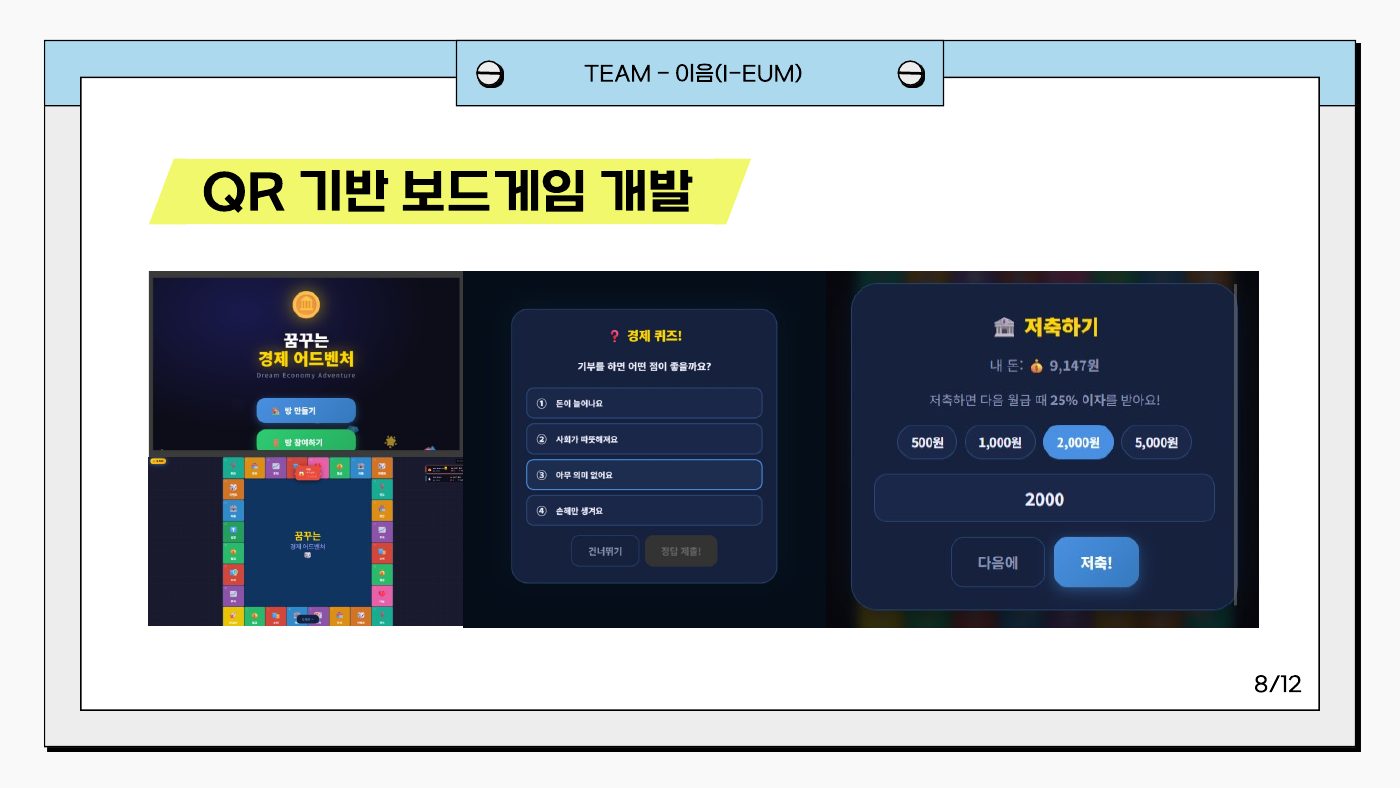 TEAM - 이음(I-EUM)
QR 기반 보드게임 개발
꿈꾸는
경제 어드벤처
Dream Economy Adventure
방 만들기
방 참여하기
꿈꾸는
경제 어드벤처
❓ 경제 퀴즈!
기부를 하면 어떤 점이 좋을까요?
① 돈이 늘어나요
② 사회가 따뜻해져요
③ 아무 의미 없어요
④ 손해만 생겨요
건너뛰기 정답 제출!
저축하기
내 돈: 9,147원
저축하면 다음 월급 때 25% 이자를 받아요!
500원 1,000원 2,000원 5,000원
2000
다음에 저축!
8/12